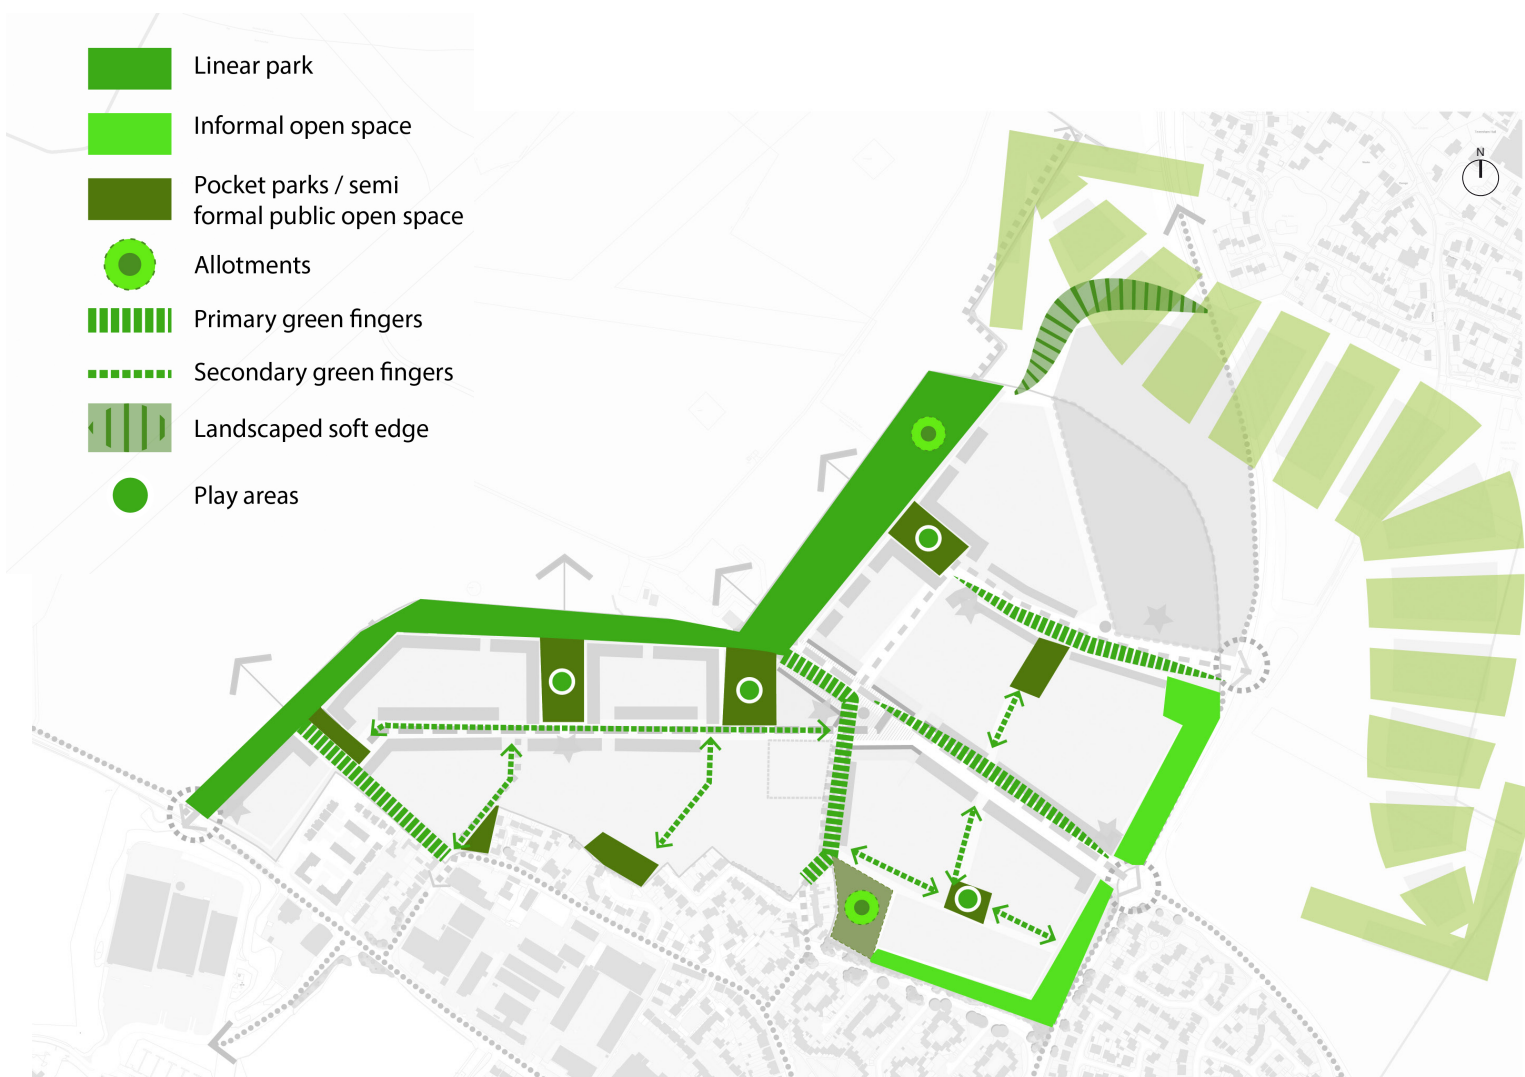 Linear park
Informal open space
Pocket parks / semi
formal public open space
Allotments
Primary green fingers
Secondary green fingers
Landscaped soft edge
Play areas
N